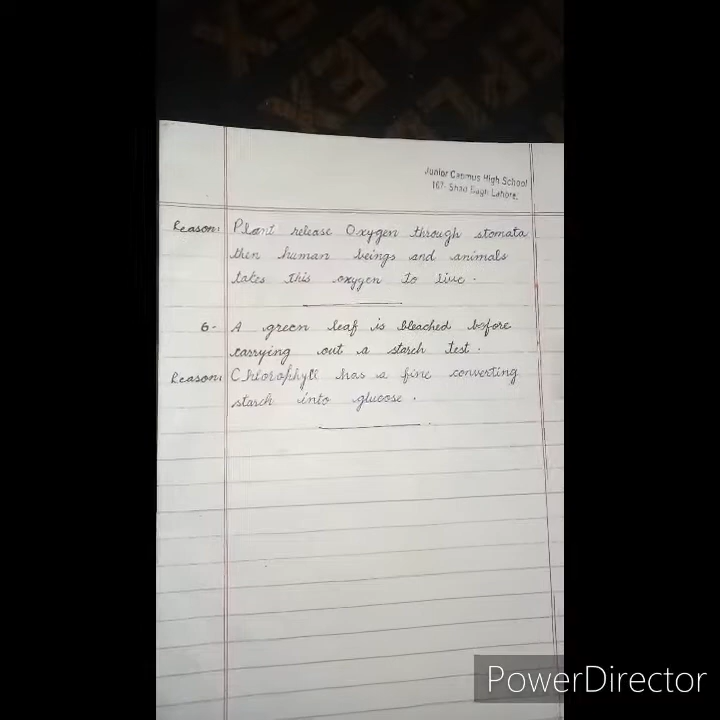 Junior Capmus High School
167- Shad Bagh Lahore.
Reason: Plant release Oxygen through stomata
then human beings and animals
takes this oxygen to live.
6- A green leaf is bleached before
carrying out a starch test.
Reason: Chlorophyll has a fine converting
starch into glucose.
PowerDirector